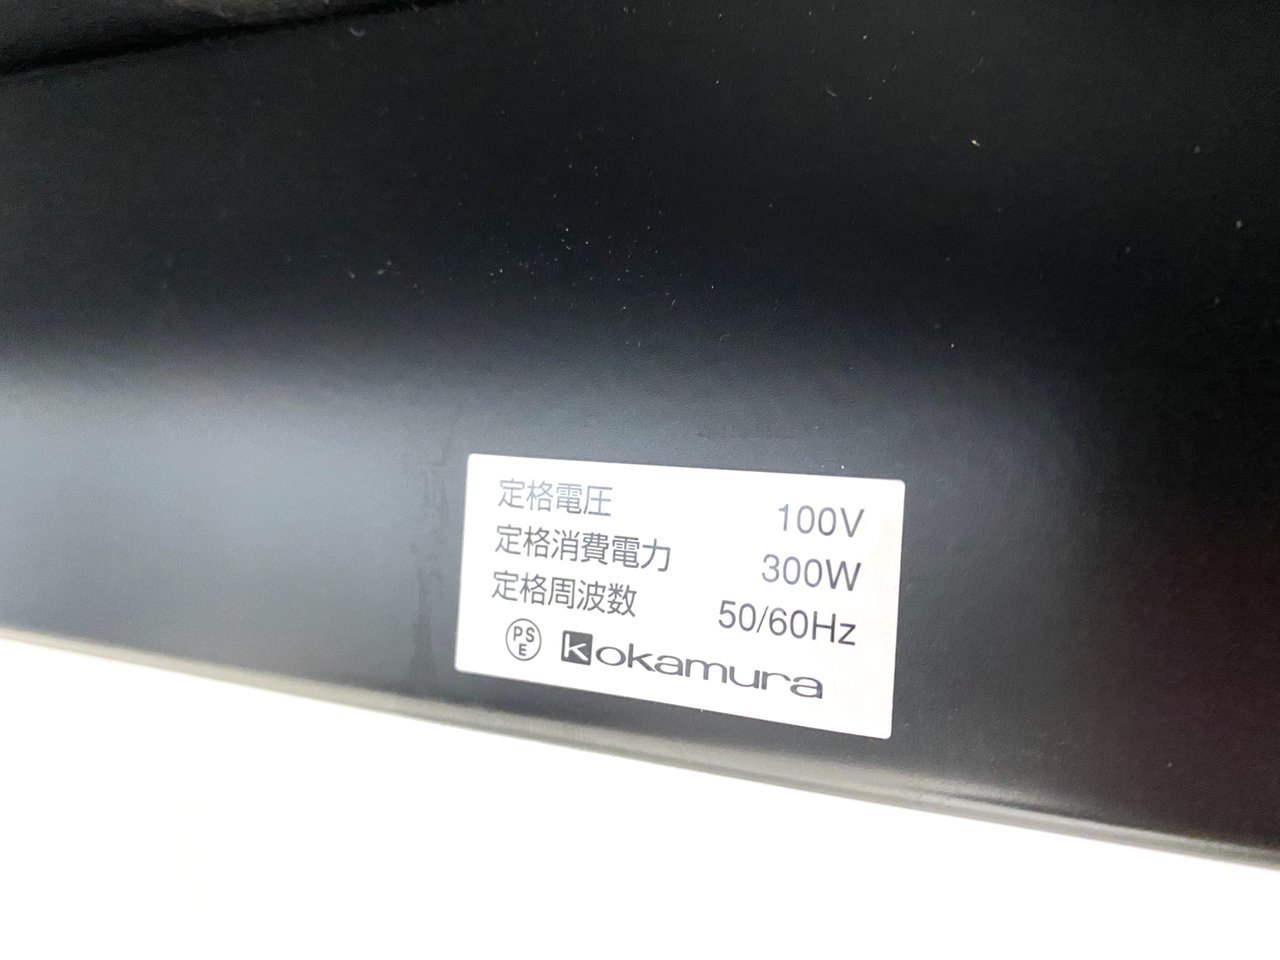 定格電圧 100V
定格消費電力 300W
定格周波数 50/60Hz
PSE okamura